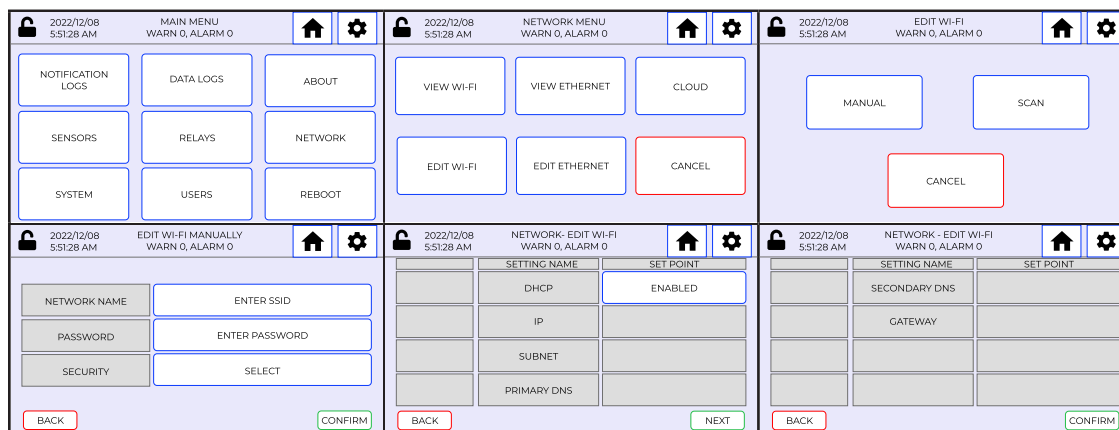 2022/12/08
5:51:28 AM
MAIN MENU
WARN 0, ALARM 0
NOTIFICATION
LOGS
DATA LOGS
ABOUT
SENSORS
RELAYS
NETWORK
SYSTEM
USERS
REBOOT
2022/12/08
5:51:28 AM
NETWORK MENU
WARN 0, ALARM 0
VIEW WI-FI
VIEW ETHERNET
CLOUD
EDIT WI-FI
EDIT ETHERNET
CANCEL
2022/12/08
5:51:28 AM
EDIT WI-FI
WARN 0, ALARM 0
MANUAL
SCAN
CANCEL
2022/12/08
5:51:28 AM
EDIT WI-FI MANUALLY
WARN 0, ALARM 0
NETWORK NAME
ENTER SSID
PASSWORD
ENTER PASSWORD
SECURITY
SELECT
BACK
CONFIRM
2022/12/08
5:51:28 AM
NETWORK- EDIT WI-FI
WARN 0, ALARM 0
SETTING NAME
SET POINT
DHCP
ENABLED
IP
SUBNET
PRIMARY DNS
BACK
NEXT
2022/12/08
5:51:28 AM
NETWORK - EDIT WI-FI
WARN 0, ALARM 0
SETTING NAME
SET POINT
SECONDARY DNS
GATEWAY
BACK
CONFIRM